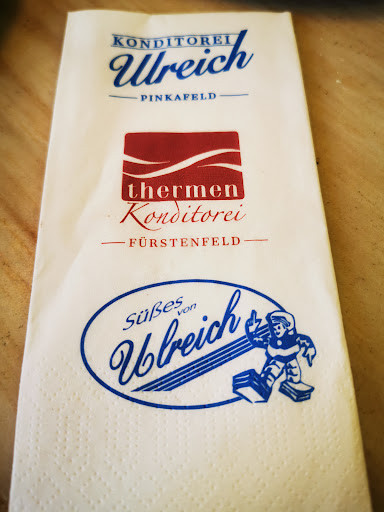 KONDITOREI
Ulreich
PINKAFELD
thermen
Konditorei
FÜRSTENFELD
Süßes von
Ulreich